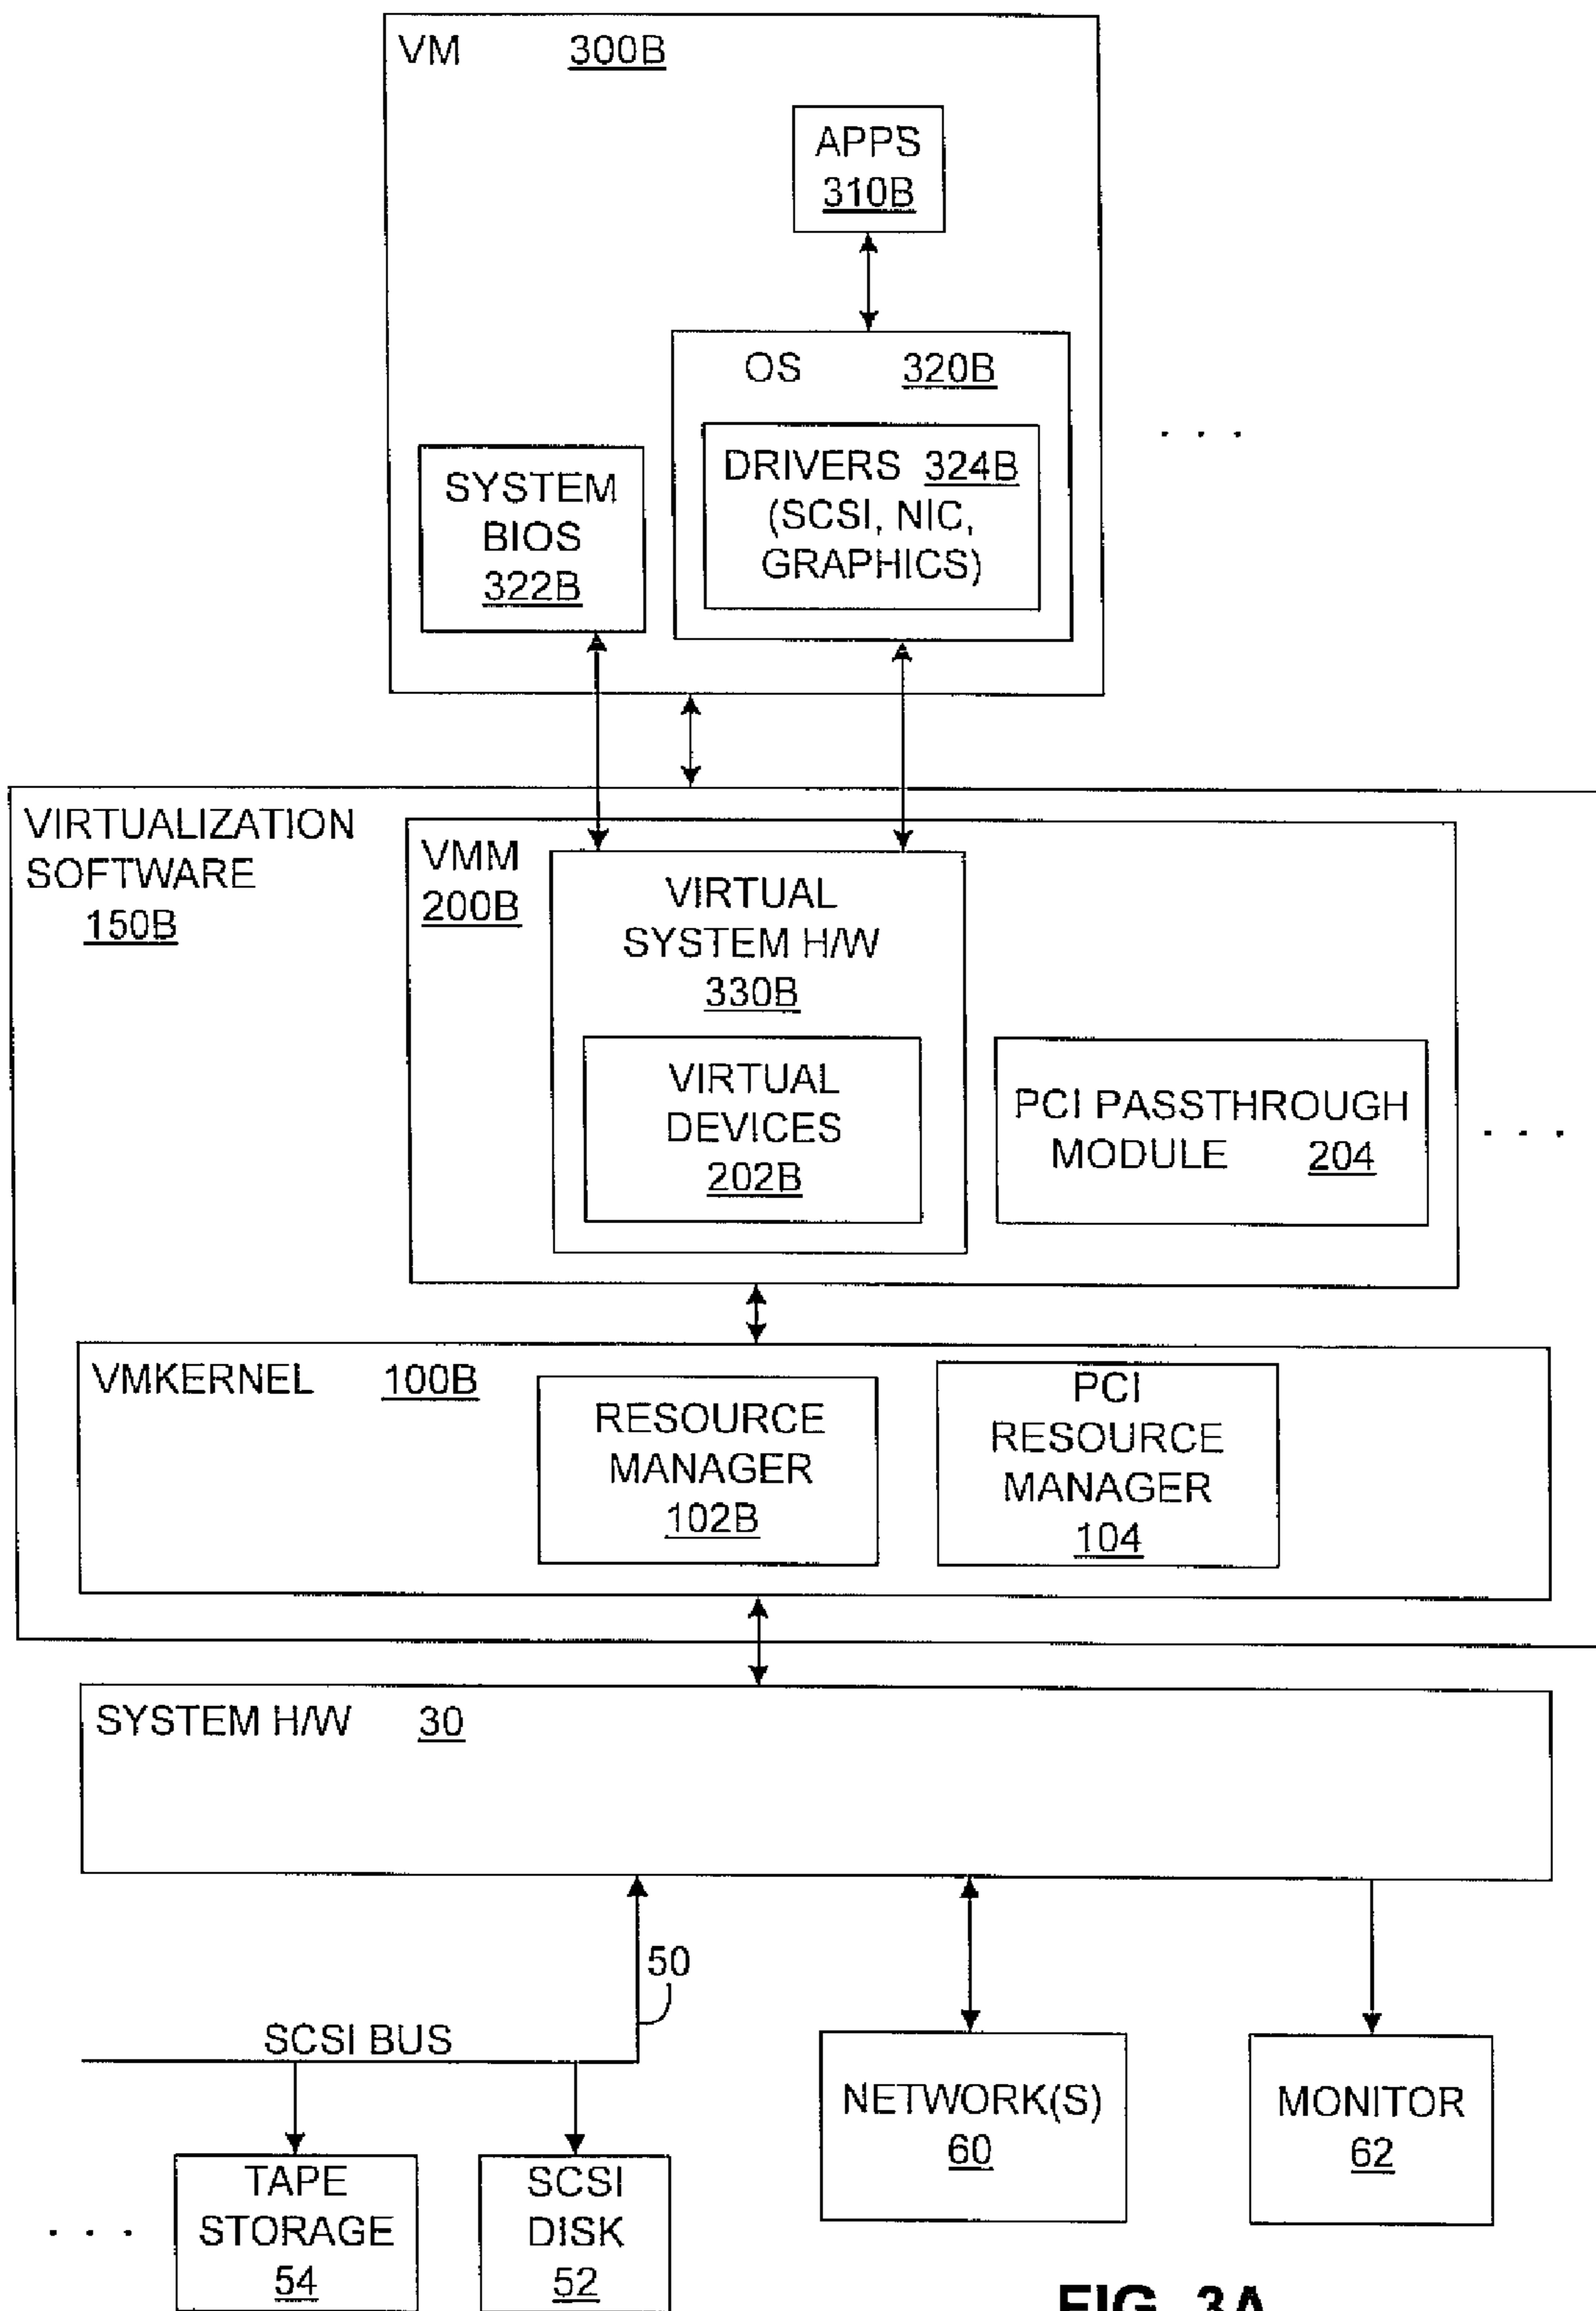 VM 300B
APPS
310B
OS 320B
DRIVERS 324B
(SCSI, NIC,
GRAPHICS)
SYSTEM
BIOS
322B
. . .
VIRTUALIZATION
SOFTWARE
150B
VMM
200B
VIRTUAL
SYSTEM H/W
330B
VIRTUAL
DEVICES
202B
PCI PASSTHROUGH
MODULE 204
. . .
VMKERNEL 100B
RESOURCE
MANAGER
102B
PCI
RESOURCE
MANAGER
104
SYSTEM H/W 30
50
SCSI BUS
. . .
TAPE
STORAGE
54
SCSI
DISK
52
NETWORK(S)
60
MONITOR
62
FIG. 3A